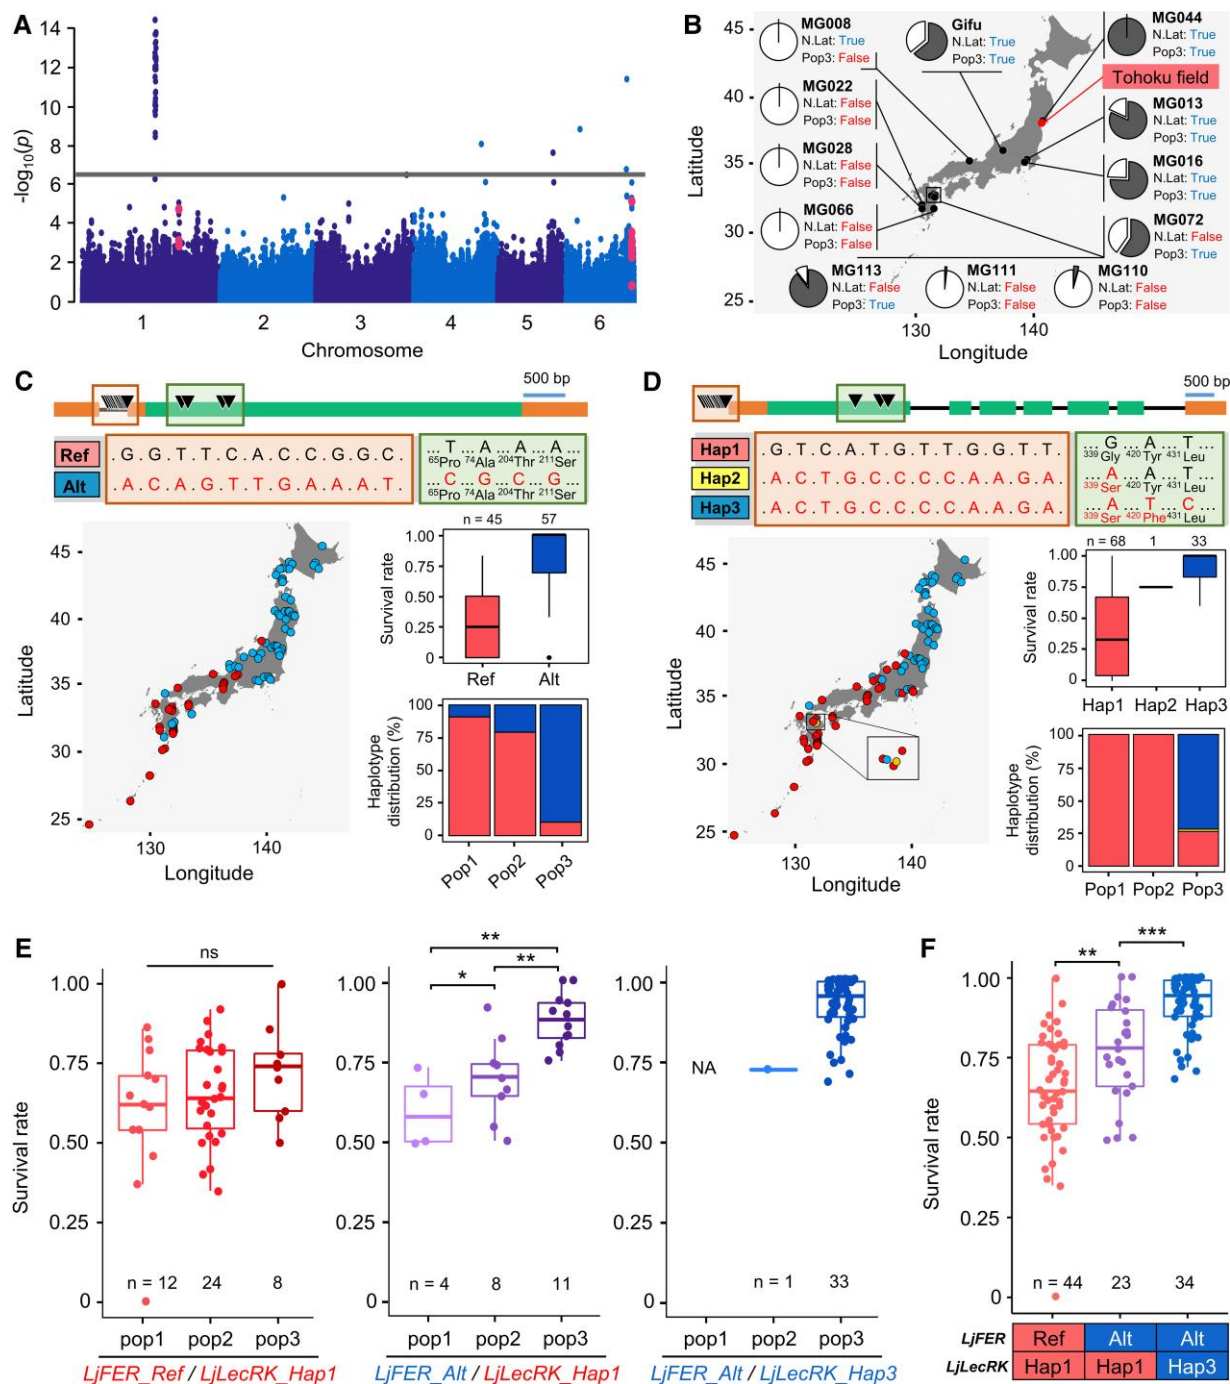 A
14
12
10
8
6
4
2
0
-log10(p)
1 2 3 4 5 6
Chromosome
B
45
40
35
30
25
Latitude
130 140
Longitude
MG008
N.Lat: True
Pop3: False
Gifu
N.Lat: True
Pop3: True
MG044
N.Lat: True
Pop3: True
Tohoku field
MG022
N.Lat: False
Pop3: False
MG013
N.Lat: True
Pop3: True
MG028
N.Lat: False
Pop3: False
MG016
N.Lat: True
Pop3: True
MG066
N.Lat: False
Pop3: False
MG072
N.Lat: False
Pop3: True
MG113
N.Lat: False
Pop3: True
MG111
N.Lat: False
Pop3: False
MG110
N.Lat: False
Pop3: False
C
500 bp
Ref
.G.G.T.T.C.A.C.C.G.G.C.
...T...A...A...A...
65Pro 74Ala 204Thr 211Ser
Alt
.A.C.A.G.T.T.G.A.A.A.T.
...C...G...C...G...
65Pro 74Ala 204Thr 211Ser
45
40
35
30
25
Latitude
130 140
Longitude
n = 45 57
1.00
0.75
0.50
0.25
0
Survival rate
Ref Alt
100
75
50
25
0
Haplotype
distribution (%)
Pop1 Pop2 Pop3
D
500 bp
Hap1
.G.T.C.A.T.G.T.T.G.G.T.T.
...G...A...T...
339Gly 420Tyr 431Leu
Hap2
.A.C.T.G.C.C.C.C.A.A.G.A.
...A...A...T...
339Ser 420Tyr 431Leu
Hap3
.A.C.T.G.C.C.C.C.A.A.G.A.
...A...T...C...
339Ser 420Phe 431Leu
45
40
35
30
25
Latitude
130 140
Longitude
n = 68 1 33
1.00
0.75
0.50
0.25
0
Survival rate
Hap1 Hap2 Hap3
100
75
50
25
0
Haplotype
distribution (%)
Pop1 Pop2 Pop3
E
Survival rate
1.00
0.75
0.50
0.25
0
ns
n = 12 24 8
pop1 pop2 pop3
LjFER_Ref / LjLecRK_Hap1
1.00
0.75
0.50
0.25
0
**
* **
n = 4 8 11
pop1 pop2 pop3
LjFER_Alt / LjLecRK_Hap1
1.00
0.75
0.50
0.25
0
NA
n = 1 33
pop1 pop2 pop3
LjFER_Alt / LjLecRK_Hap3
F
Survival rate
1.00
0.75
0.50
0.25
0
** ***
n = 44 23 34
LjFER Ref Alt Alt
LjLecRK Hap1 Hap1 Hap3